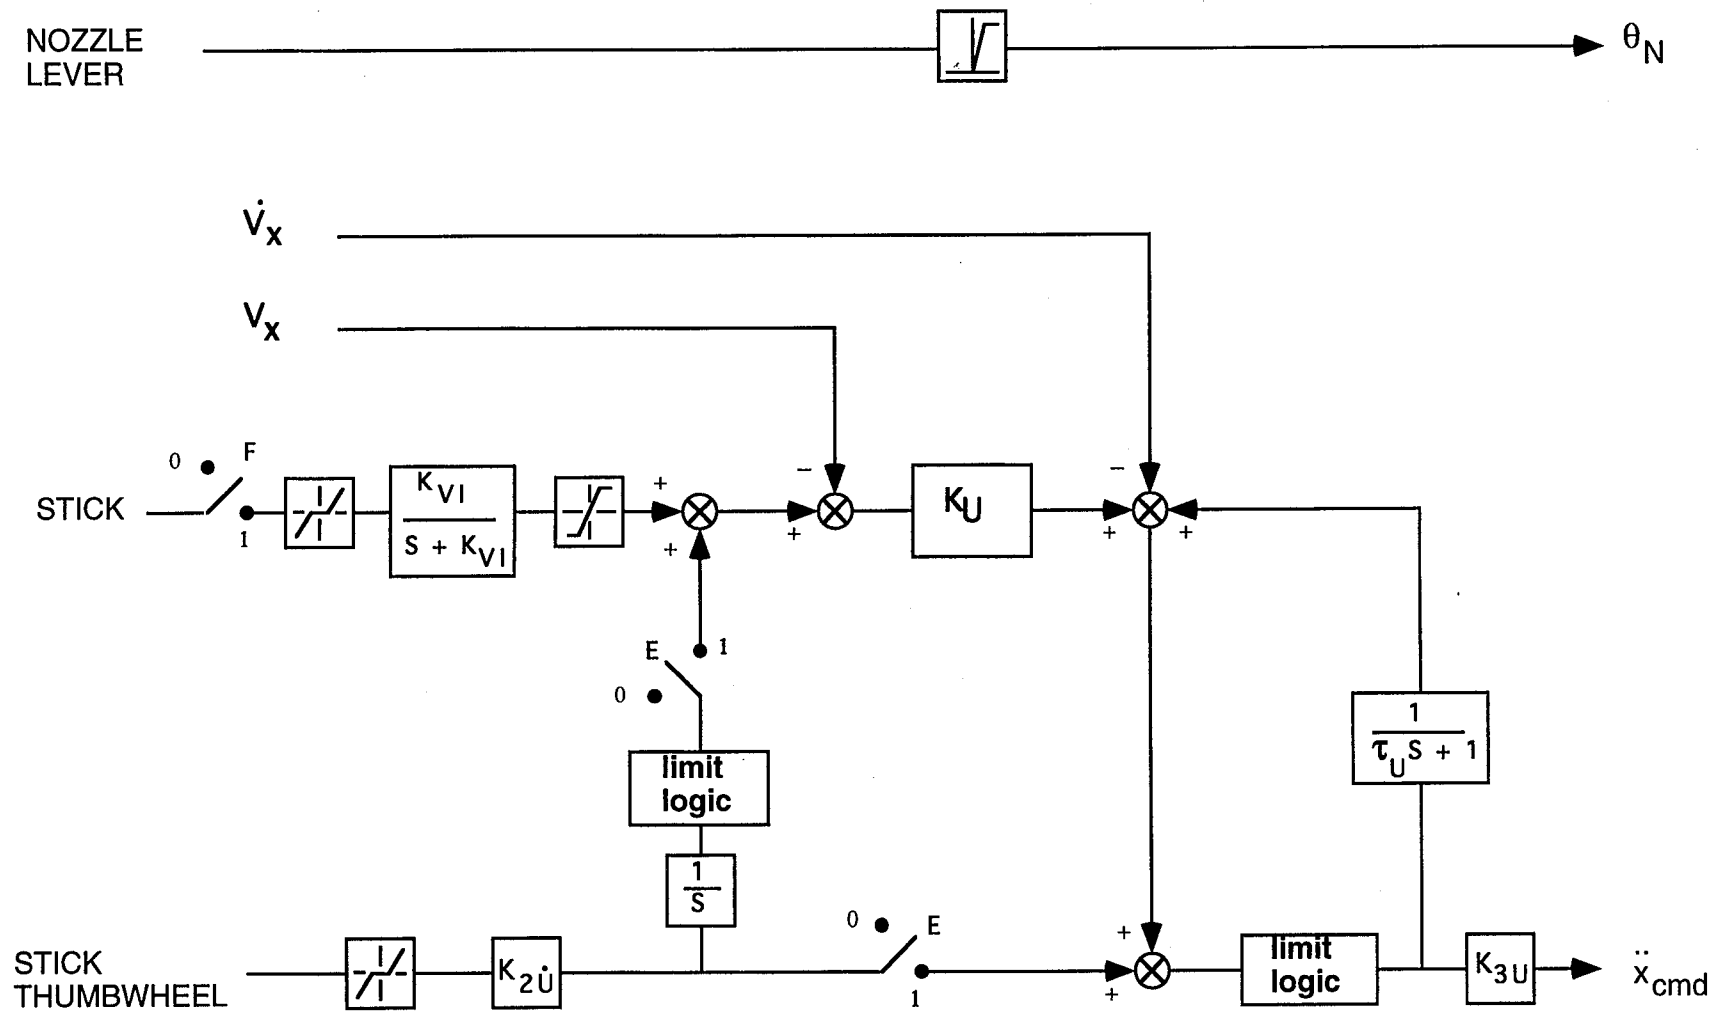 NOZZLE
LEVER
θN
V̇X
VX
STICK
0
F
1
KVI
S + KVI
+
+
−
+
KU
−
+
+
E
1
0
limit
logic
1
S
1
τU S + 1
STICK
THUMBWHEEL
K2U̇
0
E
1
+
+
limit
logic
K3U
ẍcmd